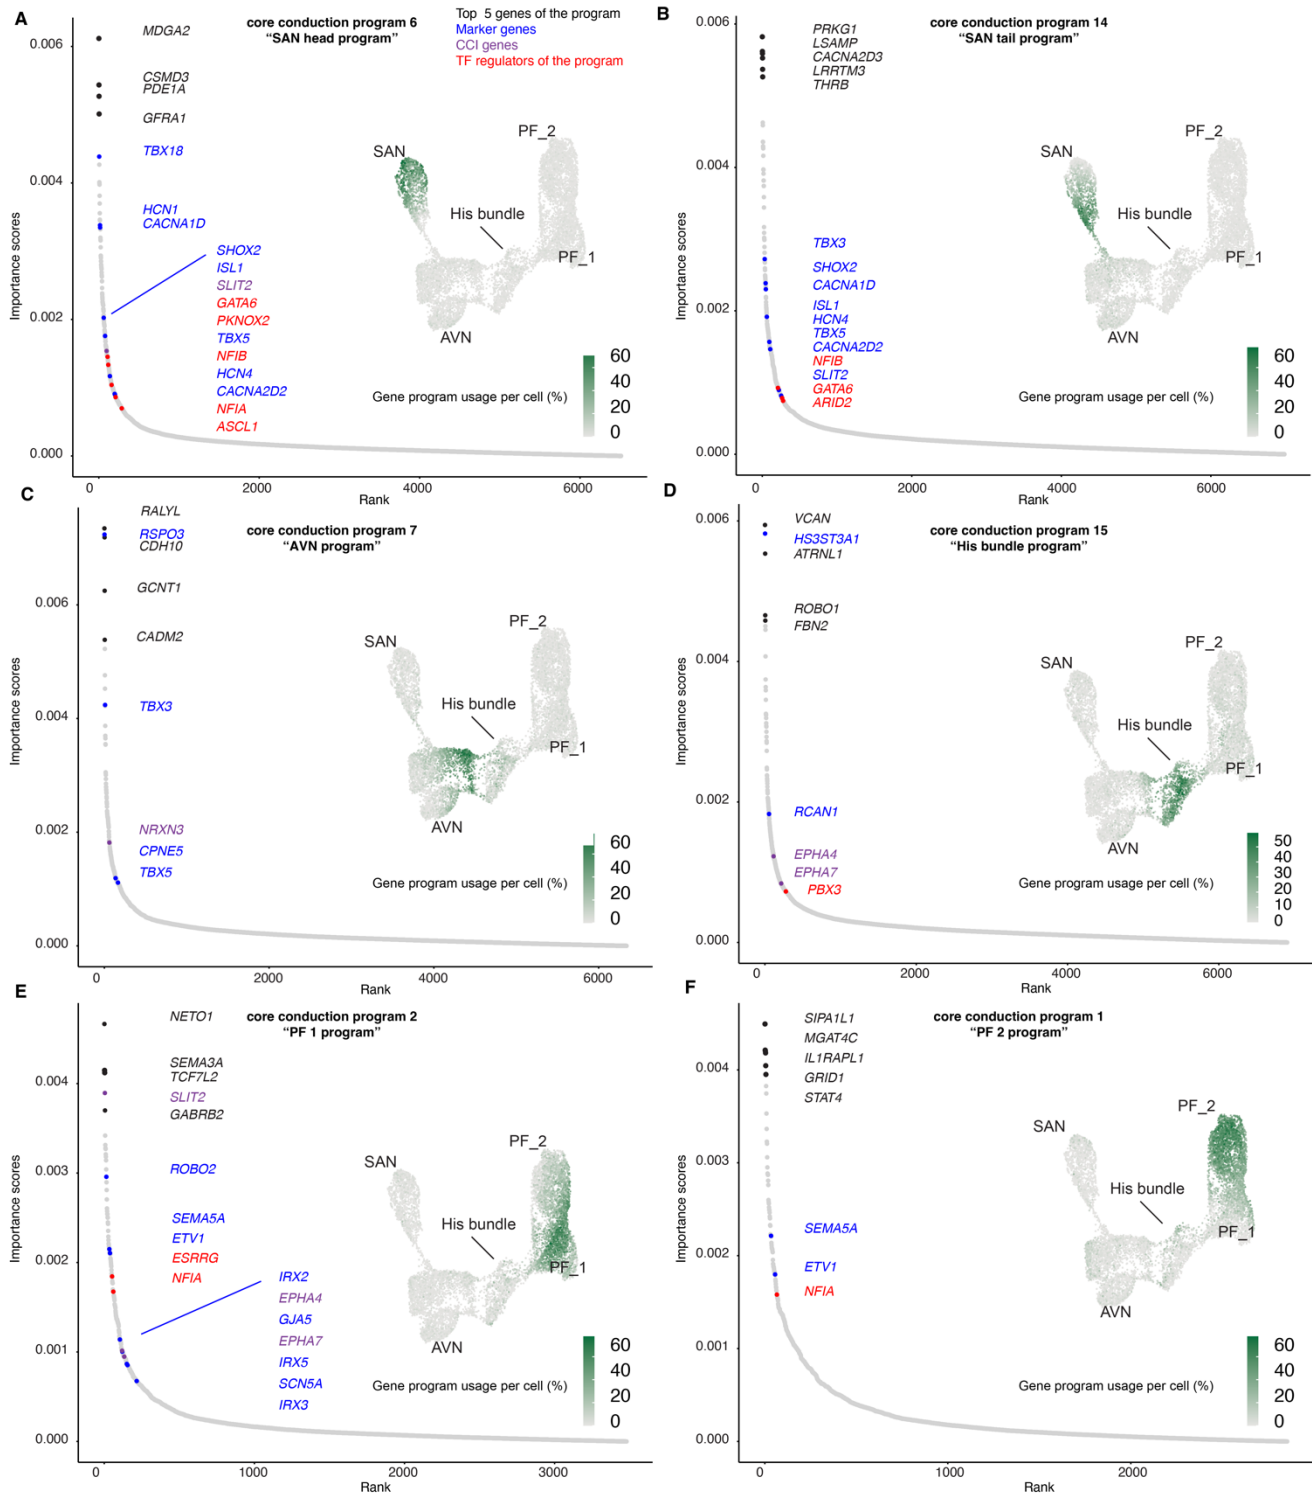 A
core conduction program 6
"SAN head program"
Top 5 genes of the program
Marker genes
CCI genes
TF regulators of the program
MDGA2
CSMD3
PDE1A
GFRA1
TBX18
HCN1
CACNA1D
SHOX2
ISL1
SLIT2
GATA6
PKNOX2
TBX5
NFIB
HCN4
CACNA2D2
NFIA
ASCL1
SAN
PF_2
His bundle
PF_1
AVN
Gene program usage per cell (%)
60
40
20
0
Importance scores
0.006
0.004
0.002
0.000
0
2000
4000
6000
Rank
B
core conduction program 14
"SAN tail program"
PRKG1
LSAMP
CACNA2D3
LRRTM3
THRB
TBX3
SHOX2
CACNA1D
ISL1
HCN4
TBX5
CACNA2D2
NFIB
SLIT2
GATA6
ARID2
SAN
PF_2
His bundle
PF_1
AVN
Gene program usage per cell (%)
60
40
20
0
Importance scores
0.006
0.004
0.002
0.000
0
2000
4000
6000
Rank
C
core conduction program 7
"AVN program"
RALYL
RSPO3
CDH10
GCNT1
CADM2
TBX3
NRXN3
CPNE5
TBX5
SAN
PF_2
His bundle
PF_1
AVN
Gene program usage per cell (%)
60
40
20
0
Importance scores
0.006
0.004
0.002
0.000
0
2000
4000
6000
Rank
D
core conduction program 15
"His bundle program"
VCAN
HS3ST3A1
ATRNL1
ROBO1
FBN2
RCAN1
EPHA4
EPHA7
PBX3
SAN
PF_2
His bundle
PF_1
AVN
Gene program usage per cell (%)
50
40
30
20
10
0
Importance scores
0.006
0.004
0.002
0.000
0
2000
4000
6000
Rank
E
core conduction program 2
"PF 1 program"
NETO1
SEMA3A
TCF7L2
SLIT2
GABRB2
ROBO2
SEMA5A
ETV1
ESRRG
NFIA
IRX2
EPHA4
GJA5
EPHA7
IRX5
SCN5A
IRX3
SAN
PF_2
His bundle
PF_1
AVN
Gene program usage per cell (%)
60
40
20
0
Importance scores
0.004
0.003
0.002
0.001
0.000
0
1000
2000
3000
Rank
F
core conduction program 1
"PF 2 program"
SIPA1L1
MGAT4C
IL1RAPL1
GRID1
STAT4
SEMA5A
ETV1
NFIA
SAN
PF_2
His bundle
PF_1
AVN
Gene program usage per cell (%)
60
40
20
0
Importance scores
0.004
0.003
0.002
0.001
0.000
0
1000
2000
Rank